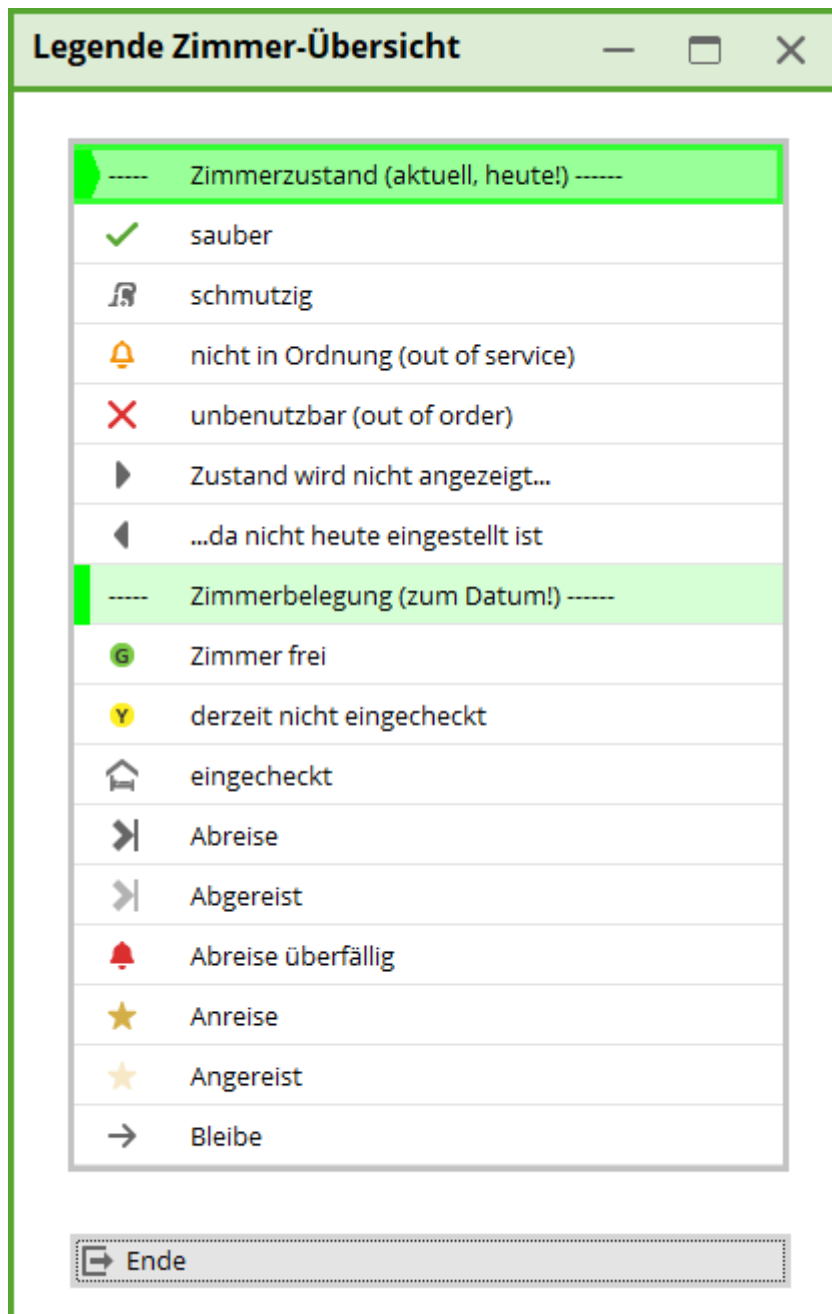 Legende Zimmer-Übersicht
----- Zimmerzustand (aktuell, heute!) ------
sauber
schmutzig
nicht in Ordnung (out of service)
unbenutzbar (out of order)
Zustand wird nicht angezeigt...
...da nicht heute eingestellt ist
----- Zimmerbelegung (zum Datum!) ------
G Zimmer frei
Y derzeit nicht eingecheckt
eingecheckt
Abreise
Abgereist
Abreise überfällig
Anreise
Angereist
Bleibe
Ende